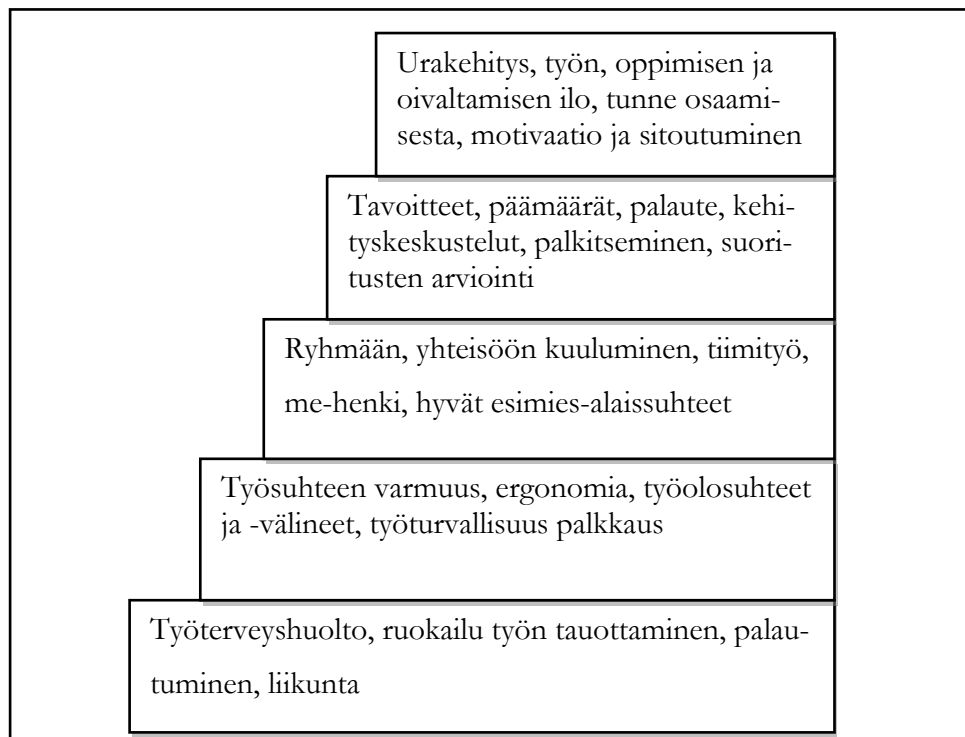 Urakehitys, työn, oppimisen ja
oivaltamisen ilo, tunne osaami-
sesta, motivaatio ja sitoutuminen
Tavoitteet, päämäärät, palaute, kehi-
tyskeskustelut, palkitseminen, suori-
tusten arviointi
Ryhmään, yhteisöön kuuluminen, tiimityö,
me-henki, hyvät esimies-alaissuhteet
Työsuhteen varmuus, ergonomia, työolosuhteet
ja -välineet, työturvallisuus palkkaus
Työterveyshuolto, ruokailu työn tauottaminen, palau-
tuminen, liikunta